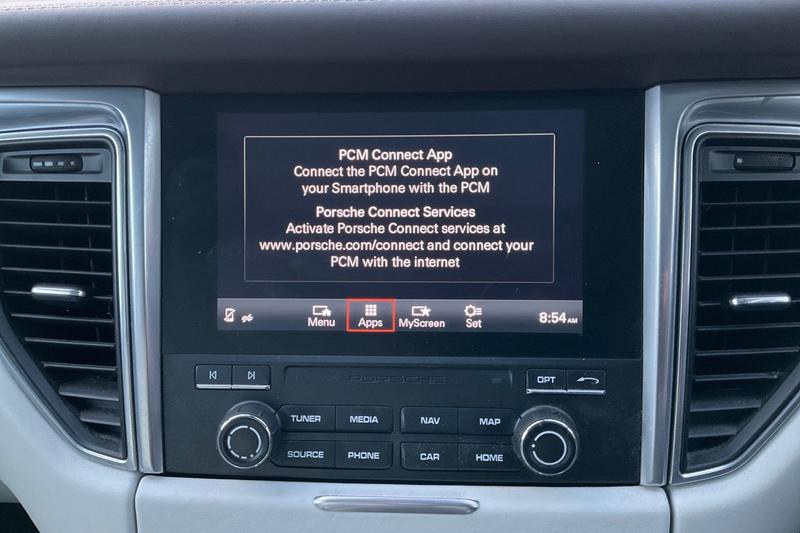 PCM Connect App
Connect the PCM Connect App on
your Smartphone with the PCM
Porsche Connect Services
Activate Porsche Connect services at
www.porsche.com/connect and connect your
PCM with the internet
Menu Apps MyScreen Set 8:54 AM
PORSCHE OPT
TUNER MEDIA NAV MAP
SOURCE PHONE CAR HOME